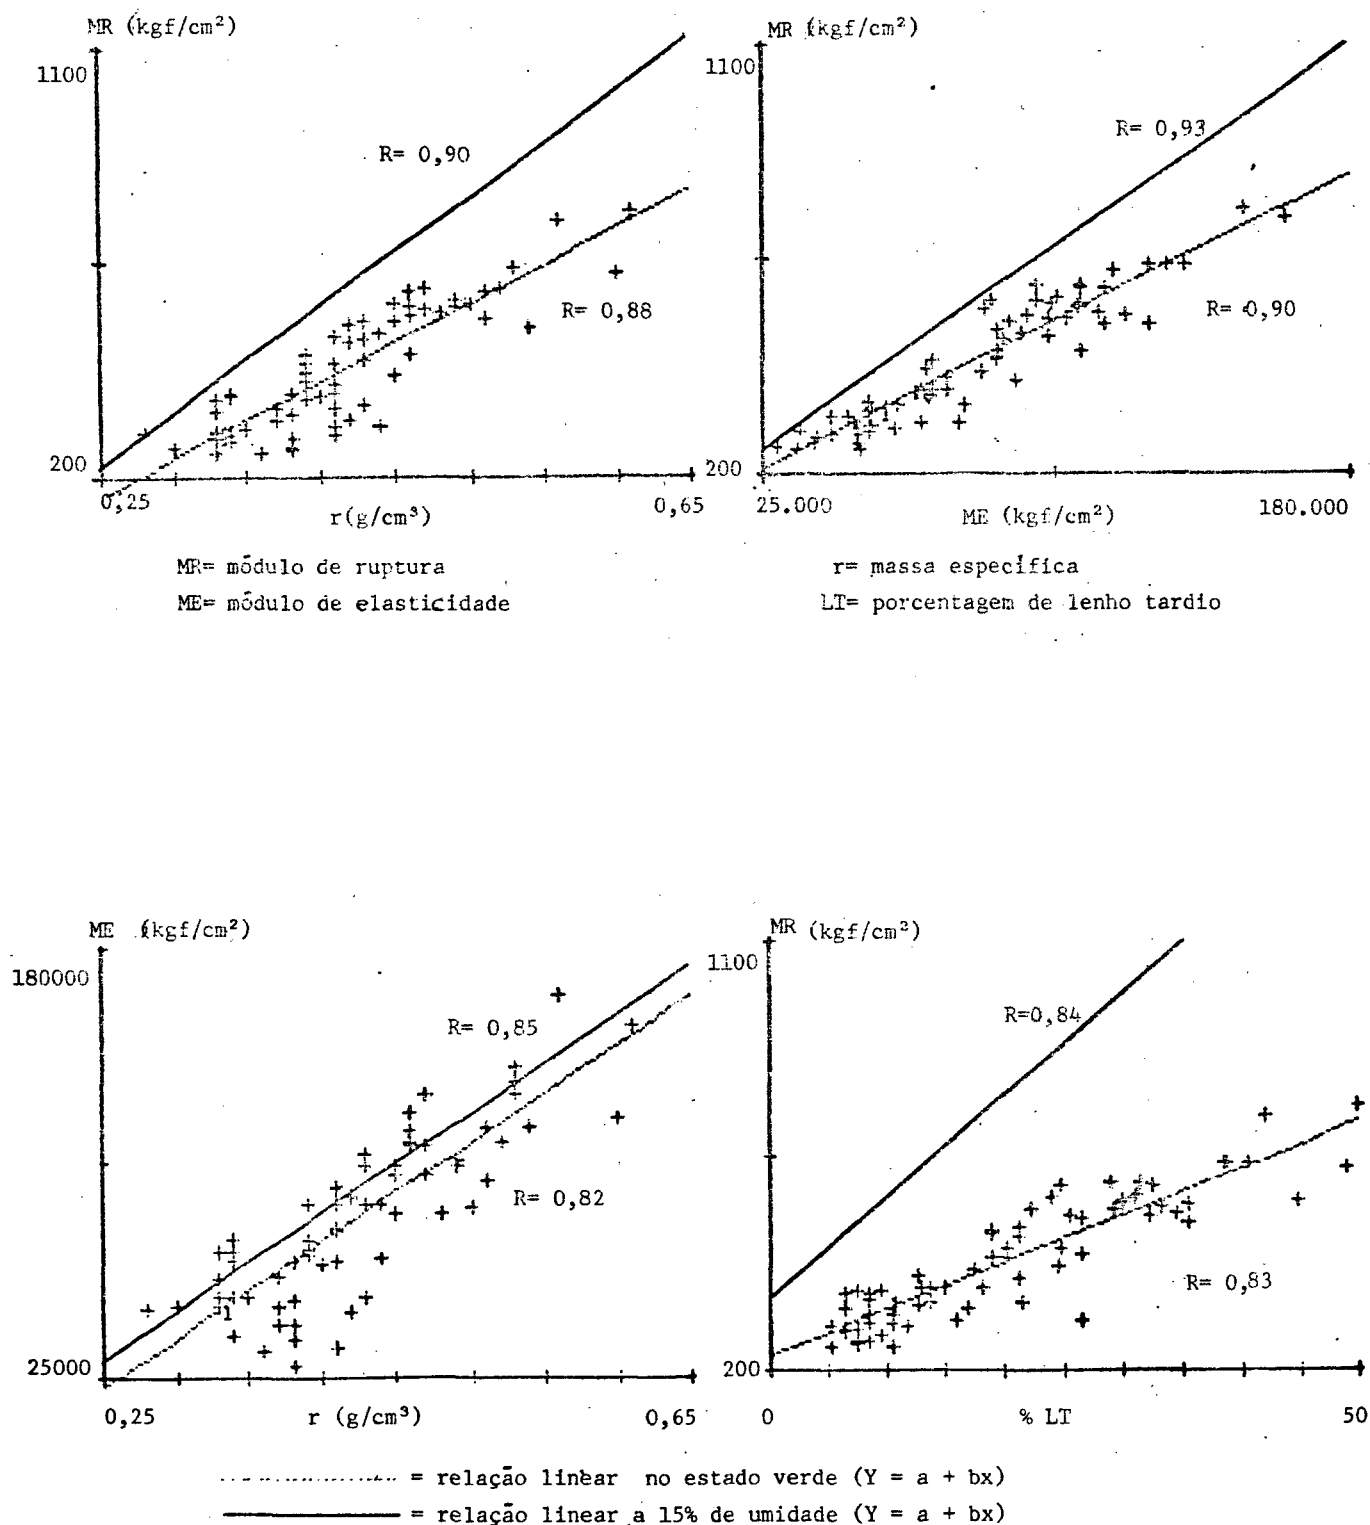 MR (kgf/cm²)
1100
R= 0,90
R= 0,88
200
0,25
r(g/cm³)
0,65
MR (kgf/cm²)
1100
R= 0,93
R= 0,90
200
25.000
ME (kgf/cm²)
180.000
MR= módulo de ruptura
ME= módulo de elasticidade
r= massa específica
LT= porcentagem de lenho tardio
ME (kgf/cm²)
180000
R= 0,85
R= 0,82
25000
0,25
r (g/cm³)
0,65
MR (kgf/cm²)
1100
R=0,84
R= 0,83
200
0
% LT
50
= relação linear no estado verde (Y = a + bx)
= relação linear a 15% de umidade (Y = a + bx)